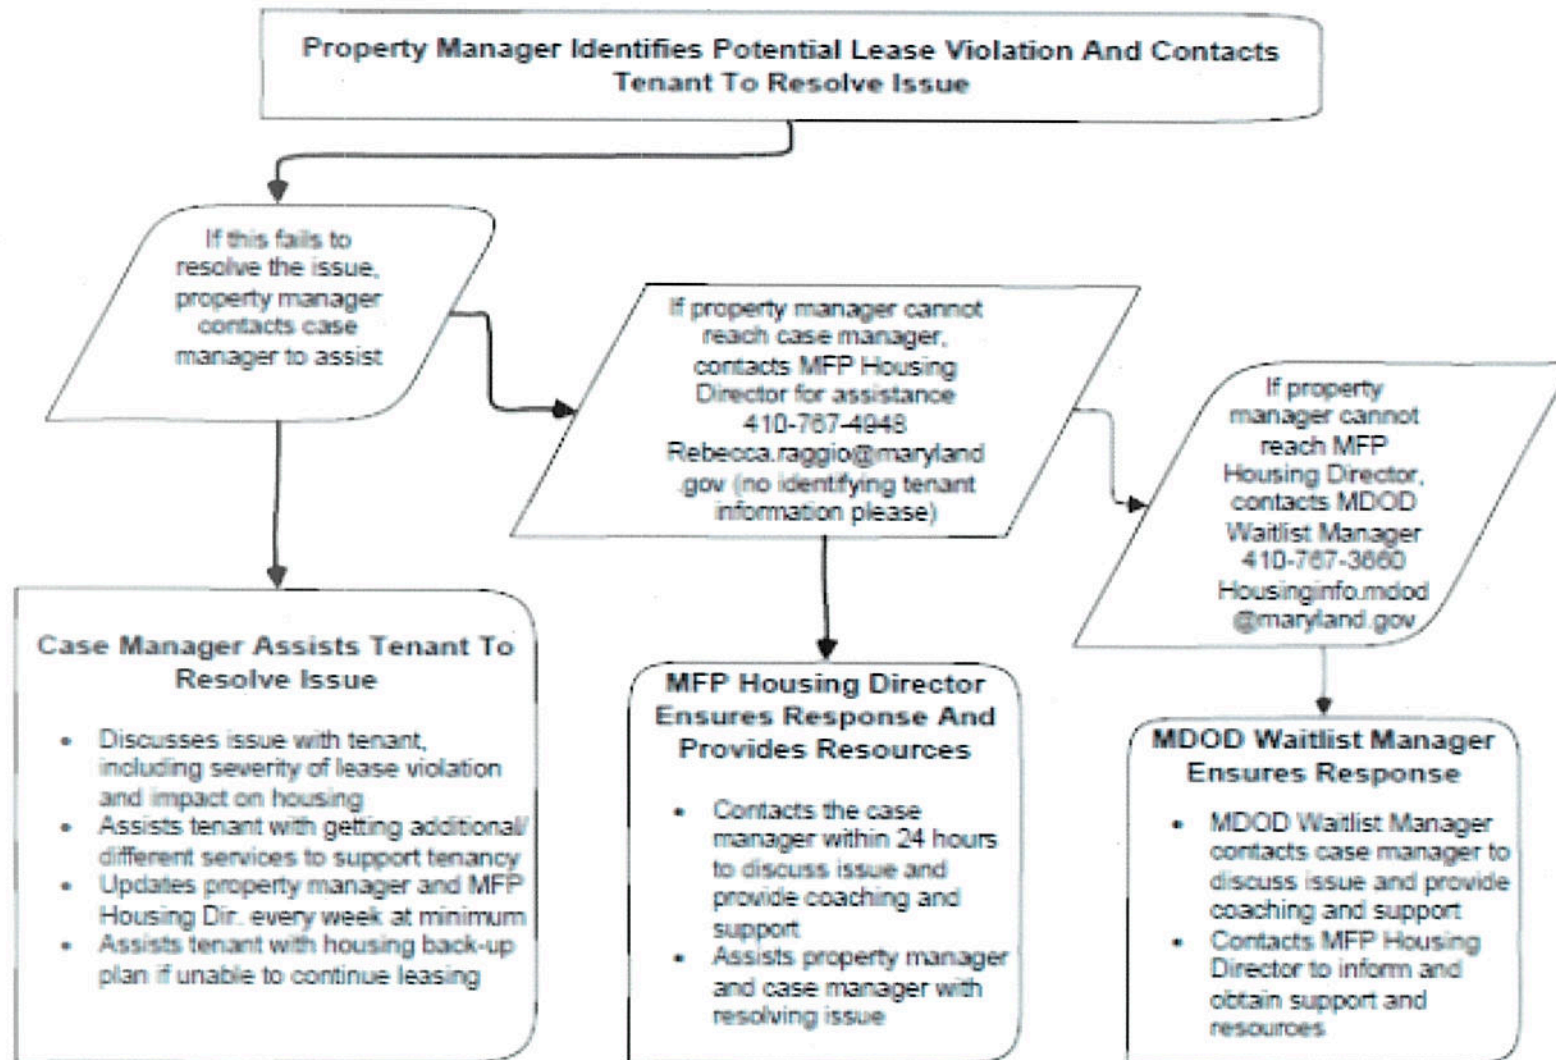 Property Manager Identifies Potential Lease Violation And Contacts
Tenant To Resolve Issue
If this fails to
resolve the issue,
property manager
contacts case
manager to assist
If property manager cannot
reach case manager,
contacts MFP Housing
Director for assistance
410-767-4948
Rebecca.raggio@maryland
.gov (no identifying tenant
information please)
If property
manager cannot
reach MFP
Housing Director,
contacts MDOD
Waitlist Manager
410-767-3660
Housinginfo.mdod
@maryland.gov
Case Manager Assists Tenant To
Resolve Issue
• Discusses issue with tenant,
including severity of lease violation
and impact on housing
• Assists tenant with getting additional/
different services to support tenancy
• Updates property manager and MFP
Housing Dir. every week at minimum
• Assists tenant with housing back-up
plan if unable to continue leasing
MFP Housing Director
Ensures Response And
Provides Resources
• Contacts the case
manager within 24 hours
to discuss issue and
provide coaching and
support
• Assists property manager
and case manager with
resolving issue
MDOD Waitlist Manager
Ensures Response
• MDOD Waitlist Manager
contacts case manager to
discuss issue and provide
coaching and support
• Contacts MFP Housing
Director to inform and
obtain support and
resources